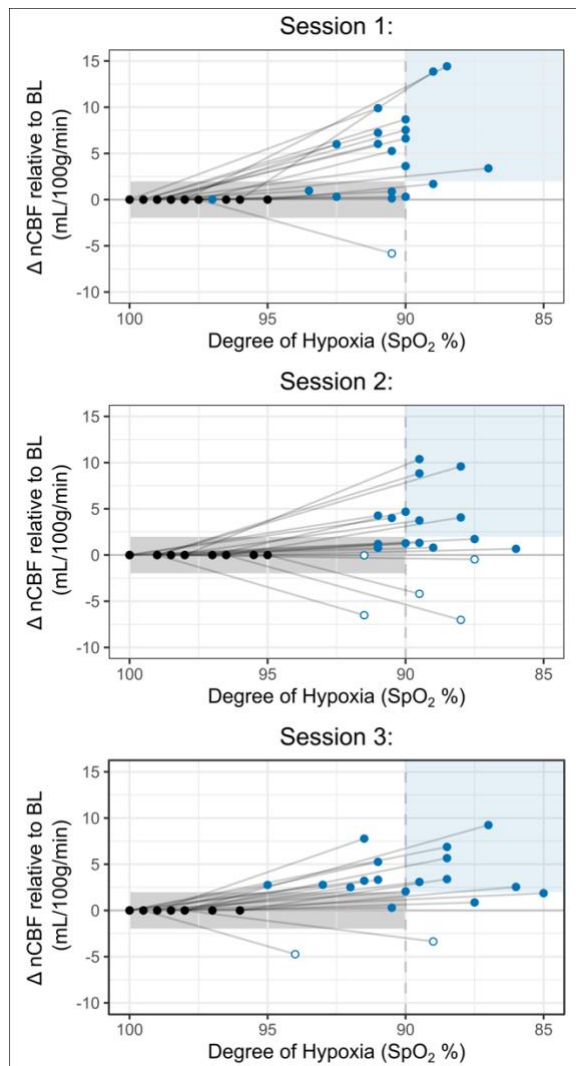 Session 1:
Δ nCBF relative to BL
(mL/100g/min)
15
10
5
0
-5
-10
100
95
90
85
Degree of Hypoxia (SpO₂ %)
Session 2:
Δ nCBF relative to BL
(mL/100g/min)
15
10
5
0
-5
-10
100
95
90
85
Degree of Hypoxia (SpO₂ %)
Session 3:
Δ nCBF relative to BL
(mL/100g/min)
15
10
5
0
-5
-10
100
95
90
85
Degree of Hypoxia (SpO₂ %)